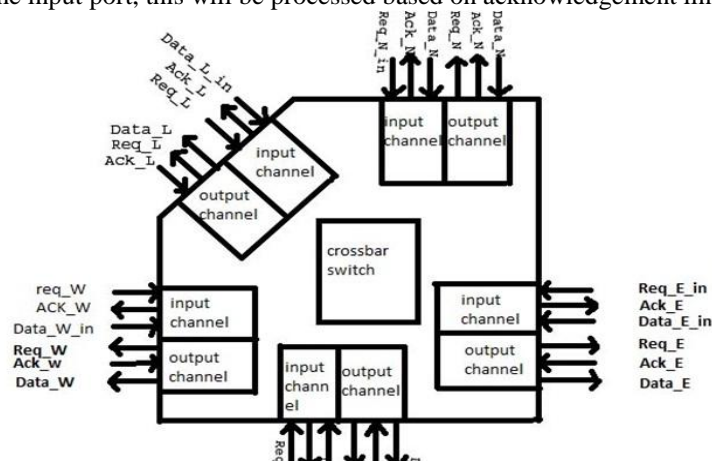 the input port, this will be processed based on acknowledgement
Req_N_in
Ack_N
Data_N
Req_N
Ack_N
Data_N
Data_L_in
Ack_L
Req_L
Data_L
Req_L
Ack_L
input
channel
output
channel
input
channel
output
channel
crossbar
switch
req_W
ACK_W
Data_W_in
Req_W
Ack_w
Data_W
input
channel
output
channel
input
channel
output
channel
Req_E_in
Ack_E
Data_E_in
Req_E
Ack_E
Data_E
input
chann
el
output
channel